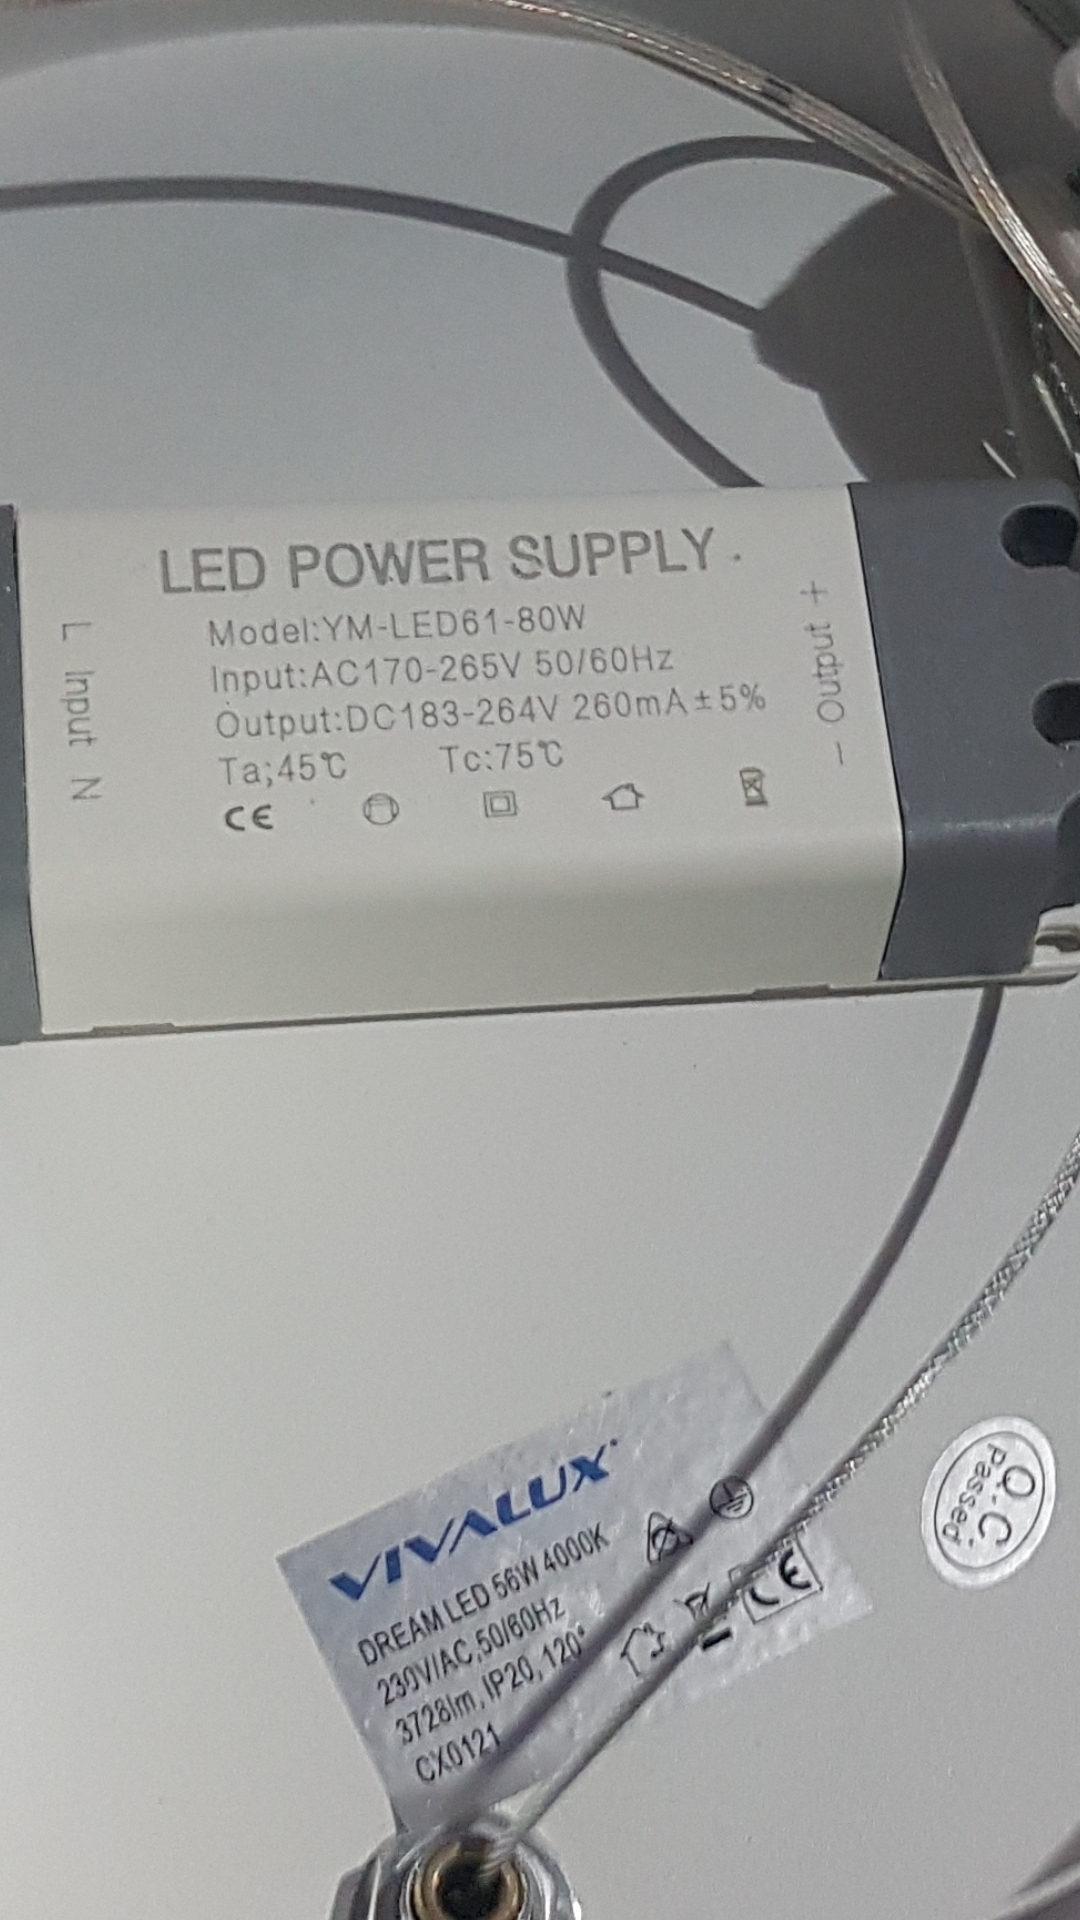 LED POWER SUPPLY
Model:YM-LED61-80W
Input:AC170-265V 50/60Hz
Output:DC183-264V 260mA±5%
Ta;45℃ Tc:75℃
CE
L Input N
- Output +
VIVALUX
DREAM LED 56W 4000K
230V/AC,50/60Hz
3728lm, IP20, 120°
CX0121
CE
Q.C
Passed